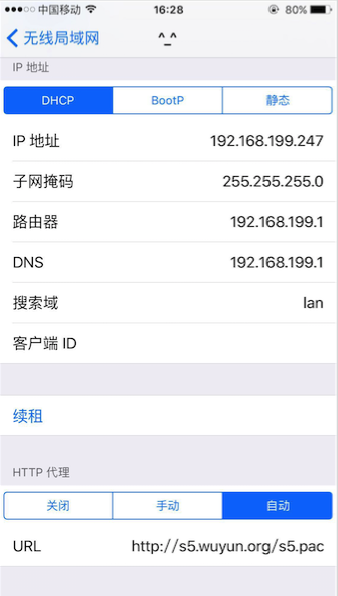 中国移动 16:28 80%
无线局域网 ^_^
IP 地址
DHCP BootP 静态
IP 地址 192.168.199.247
子网掩码 255.255.255.0
路由器 192.168.199.1
DNS 192.168.199.1
搜索域 lan
客户端 ID
续租
HTTP 代理
关闭 手动 自动
URL http://s5.wuyun.org/s5.pac